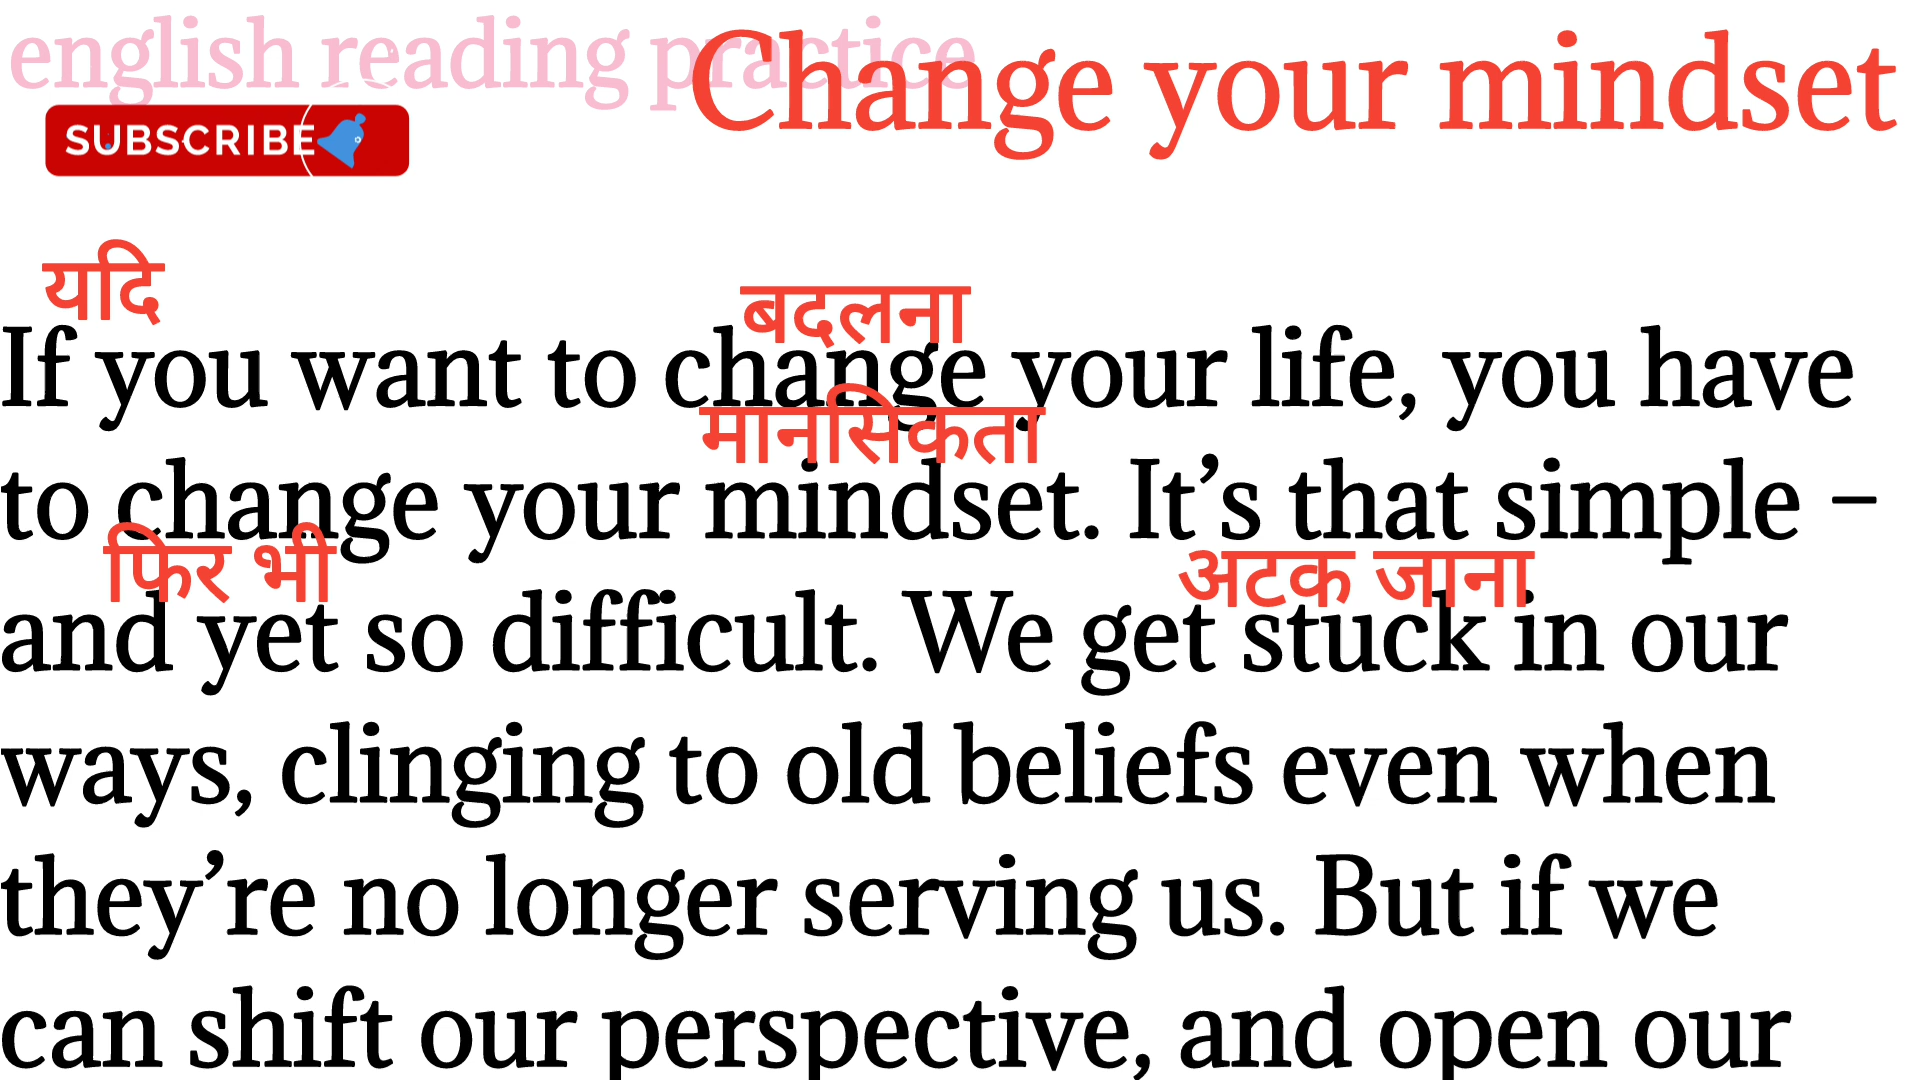 english reading practice
Change your mindset
SUBSCRIBE
यदि
बदलना
If you want to change your life, you have
मानसिकता
to change your mindset. It’s that simple –
फिर भी
अटक जाना
and yet so difficult. We get stuck in our
ways, clinging to old beliefs even when
they’re no longer serving us. But if we
can shift our perspective, and open our